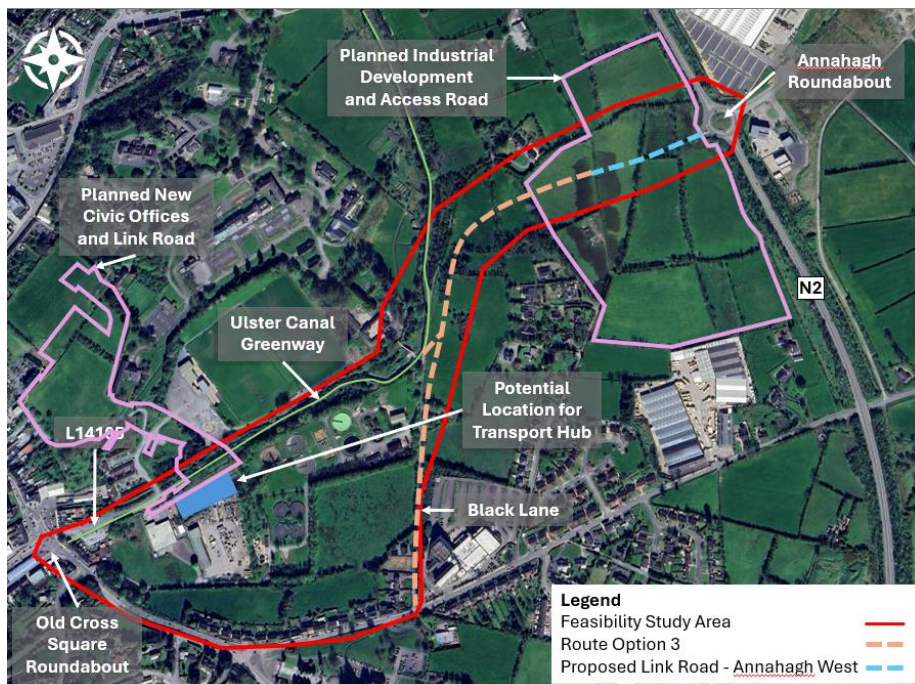 Planned Industrial
Development
and Access Road
Annahagh
Roundabout
Planned New
Civic Offices
and Link Road
N2
Ulster Canal
Greenway
Potential
Location for
Transport Hub
Black Lane
Old Cross
Square
Roundabout
Legend
Feasibility Study Area
Route Option 3
Proposed Link Road - Annahagh West